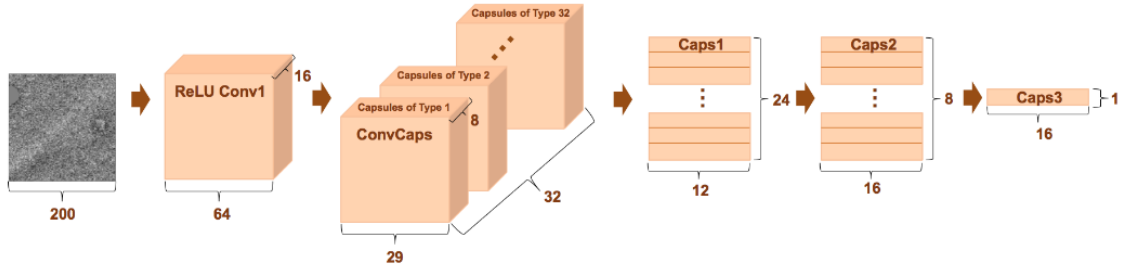 200
ReLU Conv1
16
64
Capsules of Type 32
Capsules of Type 2
Capsules of Type 1
8
ConvCaps
32
29
Caps1
24
12
Caps2
8
16
Caps3
1
16